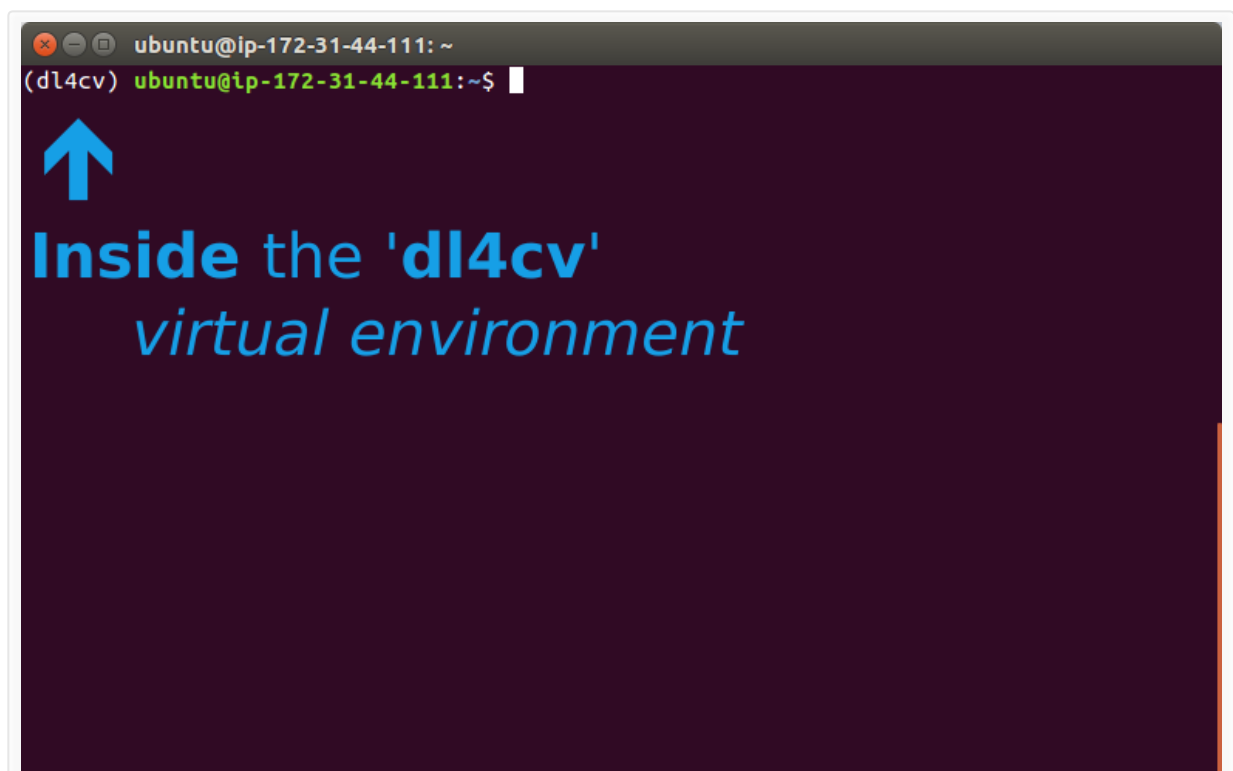 ubuntu@ip-172-31-44-111: ~
(dl4cv) ubuntu@ip-172-31-44-111:~$
Inside the 'dl4cv'
virtual environment